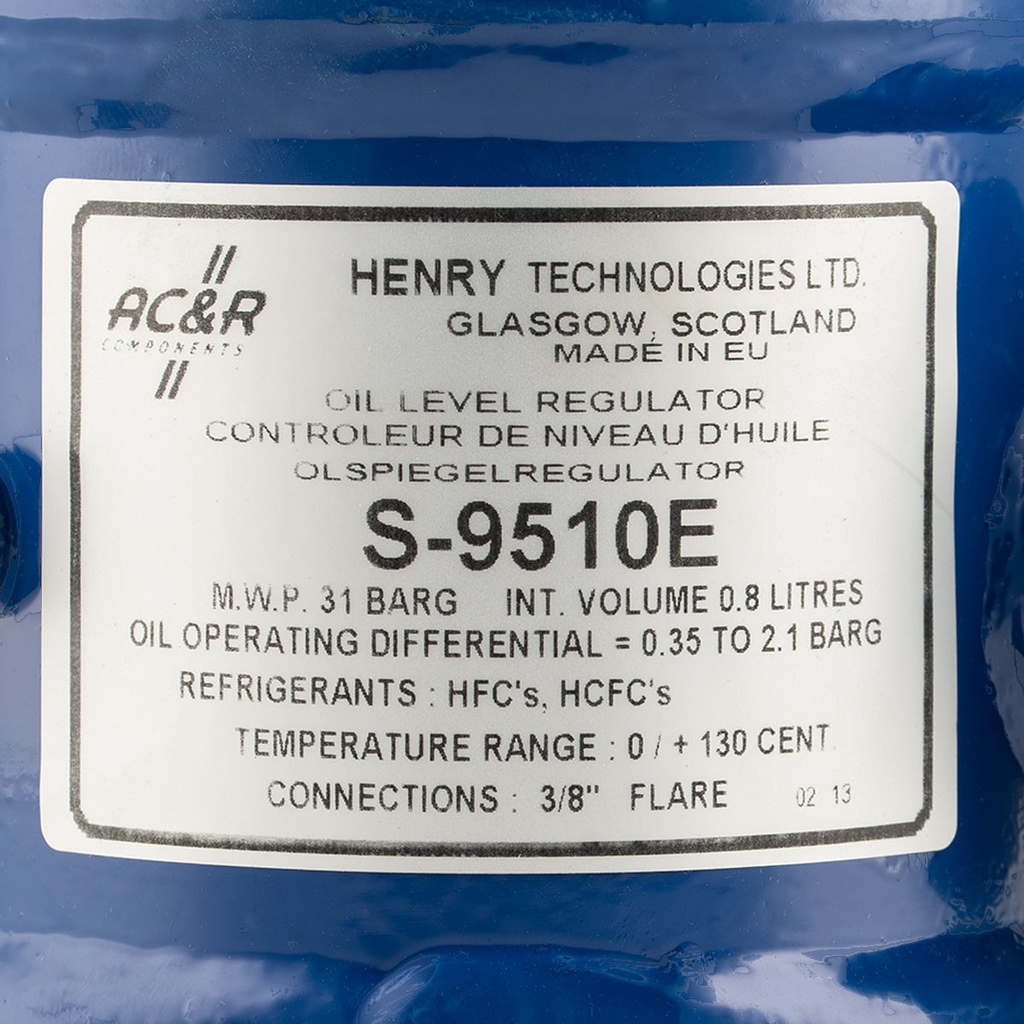 AC&R
COMPONENTS
HENRY TECHNOLOGIES LTD.
GLASGOW, SCOTLAND
MADE IN EU
OIL LEVEL REGULATOR
CONTROLEUR DE NIVEAU D'HUILE
OLSPIEGELREGULATOR
S-9510E
M.W.P. 31 BARG INT. VOLUME 0.8 LITRES
OIL OPERATING DIFFERENTIAL = 0.35 TO 2.1 BARG
REFRIGERANTS : HFC's, HCFC's
TEMPERATURE RANGE : 0 / + 130 CENT.
CONNECTIONS : 3/8" FLARE 02 13